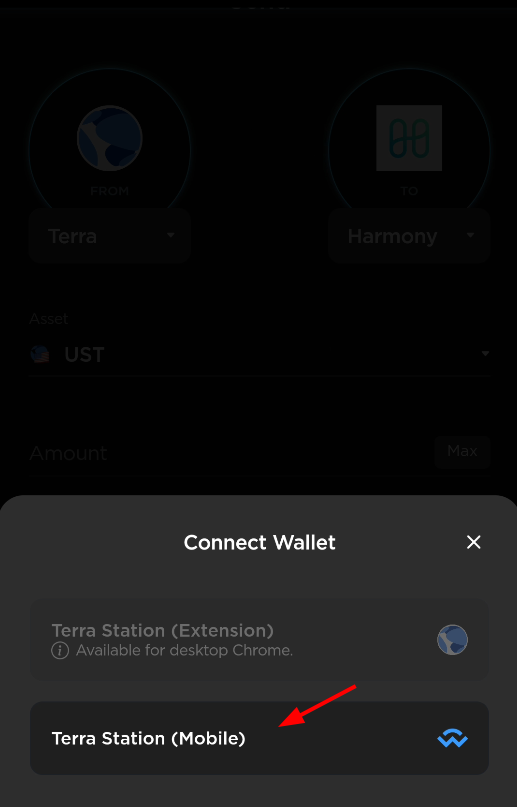 FROM
TO
Terra
Harmony
Asset
UST
Amount
Max
Connect Wallet
Terra Station (Extension)
Available for desktop Chrome.
Terra Station (Mobile)